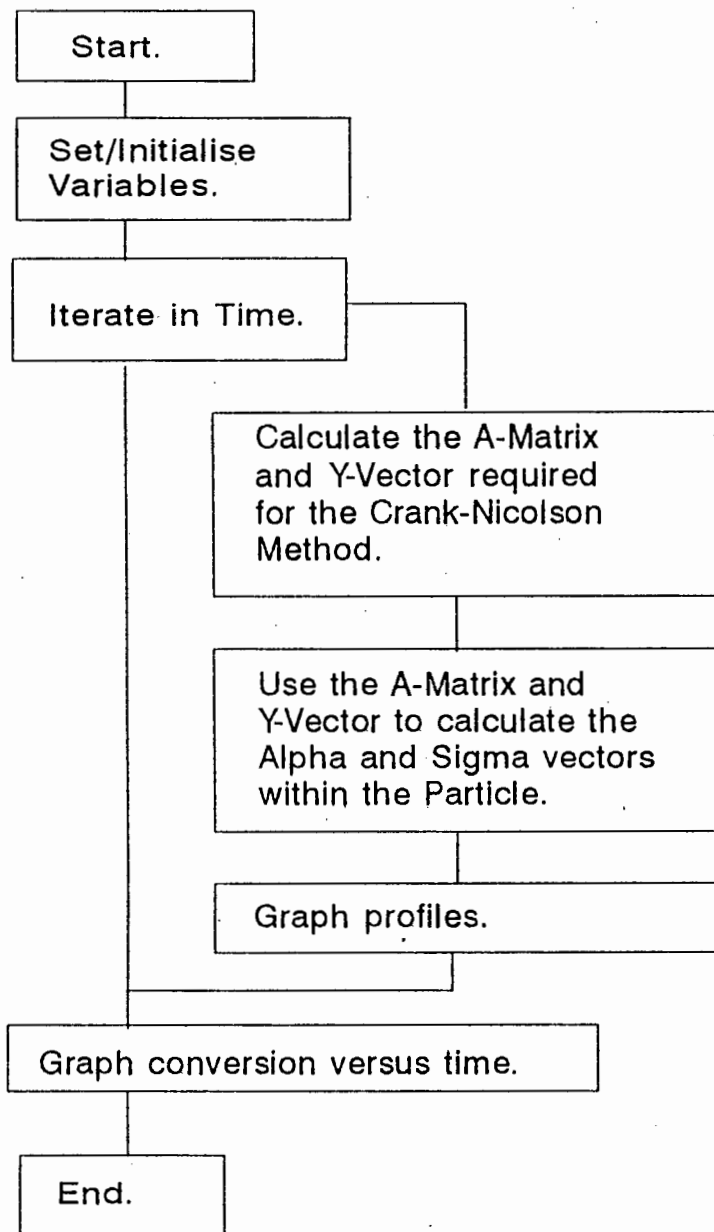 Start.
Set/Initialise
Variables.
Iterate in Time.
Calculate the A-Matrix
and Y-Vector required
for the Crank-Nicolson
Method.
Use the A-Matrix and
Y-Vector to calculate the
Alpha and Sigma vectors
within the Particle.
Graph profiles.
Graph conversion versus time.
End.